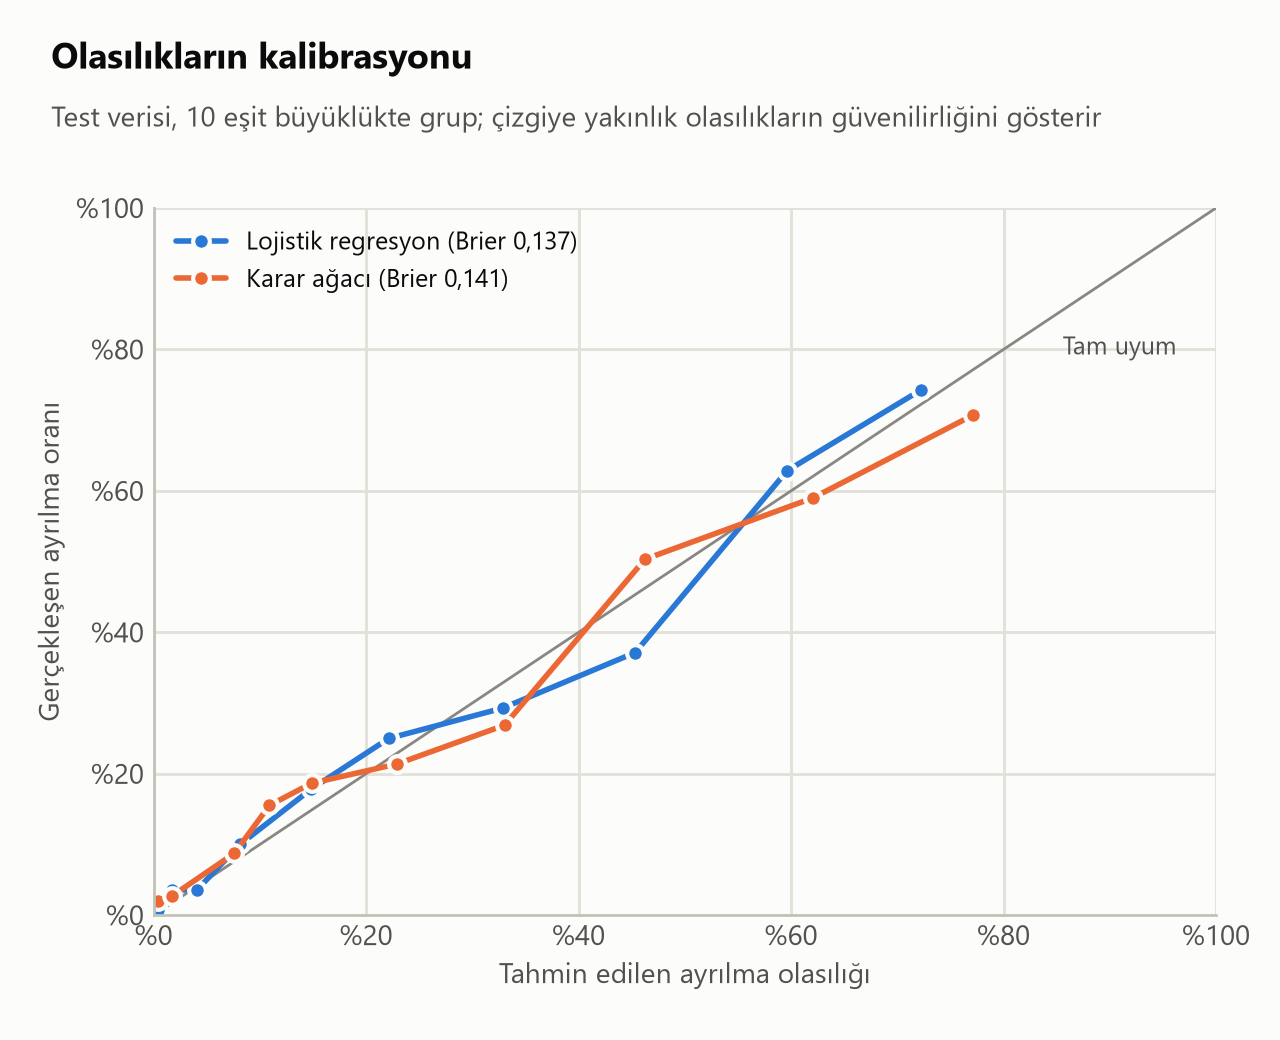 Olasılıkların kalibrasyonu
Test verisi, 10 eşit büyüklükte grup; çizgiye yakınlık olasılıkların güvenilirliğini gösterir
%100
%80
%60
%40
%20
%0
Lojistik regresyon (Brier 0,137)
Karar ağacı (Brier 0,141)
Tam uyum
Gerçekleşen ayrılma oranı
%0 %20 %40 %60 %80 %100
Tahmin edilen ayrılma olasılığı